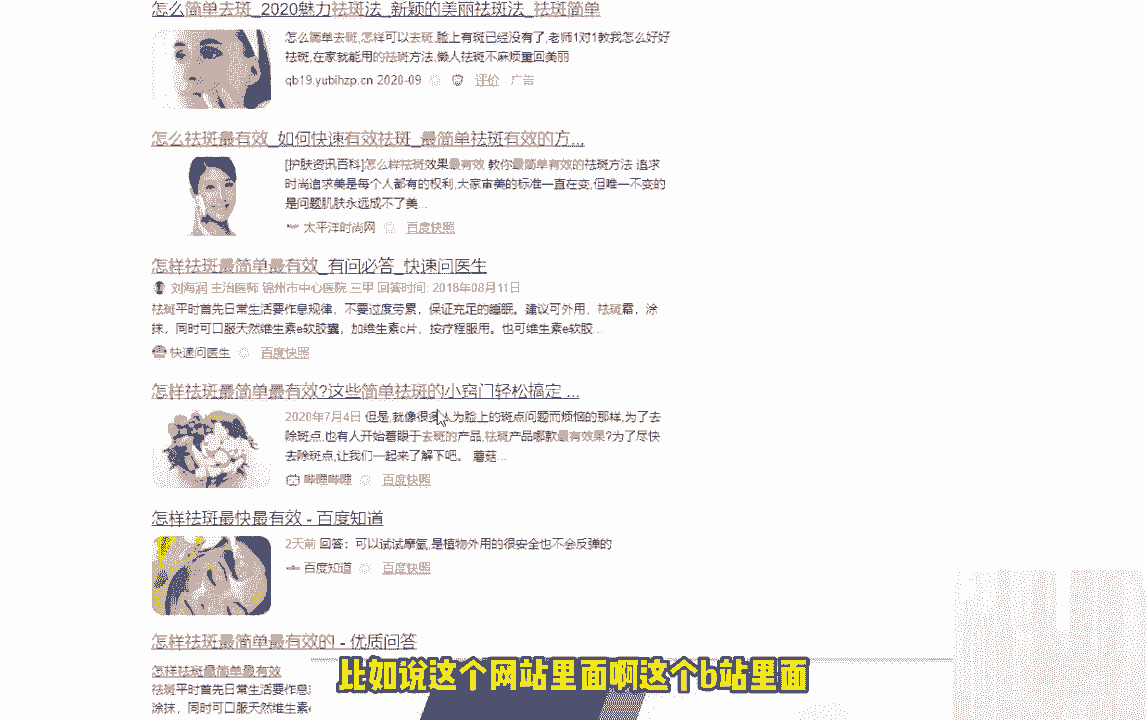 怎么简单去斑_2020魅力祛斑法_新颖的美丽祛斑法_祛斑简单
怎么简单去斑,怎样可以去斑,脸上有斑已经没有了,老师1对1教我怎么好好
祛斑,在家就能用的祛斑方法,懒人祛斑不麻烦重回美丽
qb19.yubihzp.cn 2020-09 评价 广告
怎么祛斑最有效_如何快速有效祛斑_最简单祛斑有效的方...
[护肤资讯百科]怎么样祛斑效果最有效 教你最简单有效的祛斑方法 追求
时尚追求美是每个人都有的权利,大家审美的标准一直在变,但唯一不变的
是问题肌肤永远成不了美...
太平洋时尚网 百度快照
怎样祛斑最简单最有效_有问必答_快速问医生
刘海润 主治医师 锦州市中心医院 三甲 回答时间: 2018年08月11日
祛斑平时首先日常生活要作息规律，不要过度劳累，保证充足的睡眠。建议可外用，祛斑霜，涂
抹，同时可口服天然维生素e软胶囊，加维生素c片，按疗程服用。也可维生素e软胶...
快速问医生 百度快照
怎样祛斑最简单最有效?这些简单祛斑的小窍门轻松搞定 ...
2020年7月4日 但是,就像很多人为脸上的斑点问题而烦恼的那样,为了去
除斑点,也有人开始着眼于去斑的产品,祛斑产品哪款最有效果?为了尽快
去除斑点,让我们一起来了解下吧。 蘑菇...
哔哩哔哩 百度快照
怎样祛斑最快最有效 - 百度知道
2天前 回答：可以试试摩氫,是植物外用的很安全也不会反弹的
百度知道 百度快照
怎样祛斑最简单最有效的 - 优质问答
怎样祛斑最简单最有效
祛斑平时首先日常生活要作息
涂抹，同时可口服天然维生素e
比如说这个网站里面啊这个b站里面